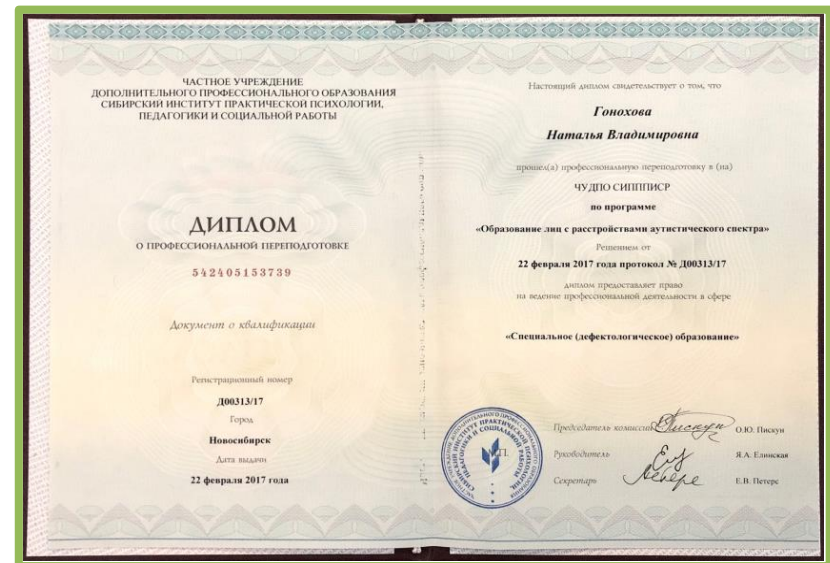 ЧАСТНОЕ УЧРЕЖДЕНИЕ
ДОПОЛНИТЕЛЬНОГО ПРОФЕССИОНАЛЬНОГО ОБРАЗОВАНИЯ
СИБИРСКИЙ ИНСТИТУТ ПРАКТИЧЕСКОЙ ПСИХОЛОГИИ,
ПЕДАГОГИКИ И СОЦИАЛЬНОЙ РАБОТЫ
ДИПЛОМ
О ПРОФЕССИОНАЛЬНОЙ ПЕРЕПОДГОТОВКЕ
542405153739
Документ о квалификации
Регистрационный номер
Д00313/17
Город
Новосибирск
Дата выдачи
22 февраля 2017 года
Настоящий диплом свидетельствует о том, что
Гонохова
Наталья Владимировна
прошел(а) профессиональную переподготовку в (на)
ЧУДПО СИПППИСР
по программе
«Образование лиц с расстройствами аутистического спектра»
Решением от
22 февраля 2017 года протокол № Д00313/17
диплом предоставляет право
на ведение профессиональной деятельности в сфере
«Специальное (дефектологическое) образование»
Председатель комиссии О.Ю. Пискун
М.П.
Руководитель Я.А. Елинская
Секретарь Е.В. Петерс